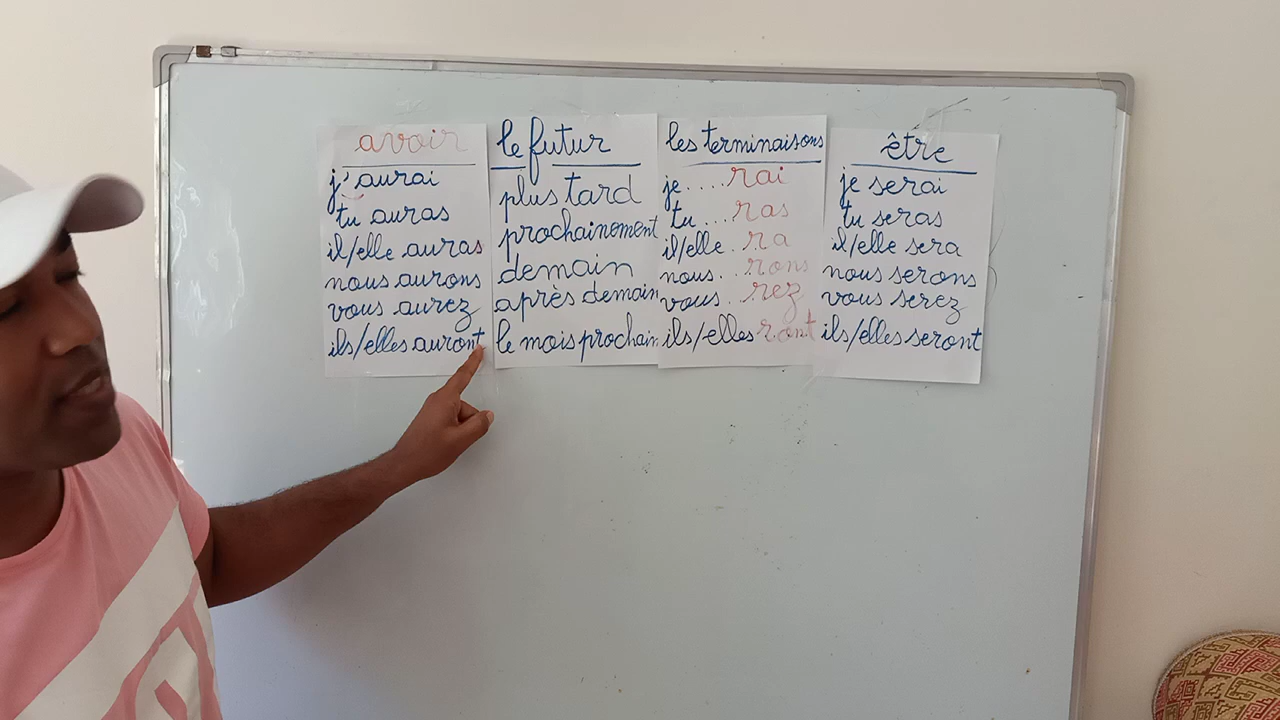 avoir
j'aurai
tu auras
il/elle auras
nous aurons
vous aurez
ils/elles auront
le futur
plus tard
prochainement
demain
après demain
le mois prochain
les terminaisons
je.....rai
tu ...ras
il/elle .ra
nous..rons
vous..rez
ils/elles ront
être
je serai
tu seras
il/elle sera
nous serons
vous serez
ils/elles seront